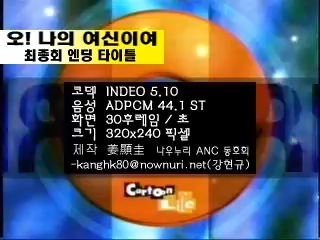 오! 나의 여신이여
최종회 엔딩 타이틀
코덱 INDEO 5.10
음성 ADPCM 44.1 ST
화면 30후레임 / 초
크기 320x240 픽셀
제작 姜顯圭 나우누리 ANC 동호회
-kanghk80@nownuri.net(강현규)
Cartoon
Life